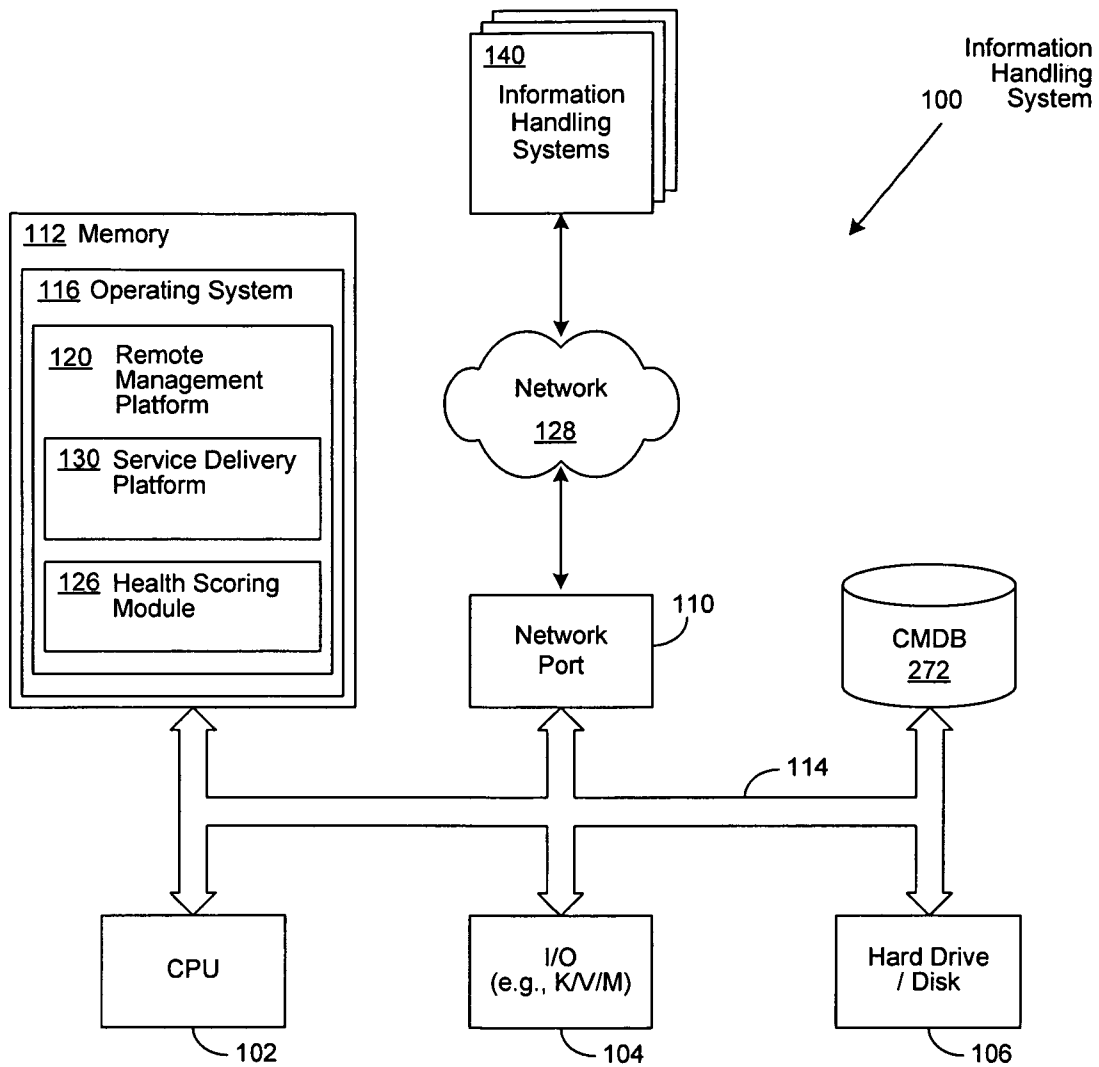 140
Information
Handling
Systems
Information
Handling
System
100
112 Memory
116 Operating System
120 Remote
Management
Platform
130 Service Delivery
Platform
126 Health Scoring
Module
Network
128
Network
Port
110
CMDB
272
114
CPU
102
I/O
(e.g., K/V/M)
104
Hard Drive
/ Disk
106